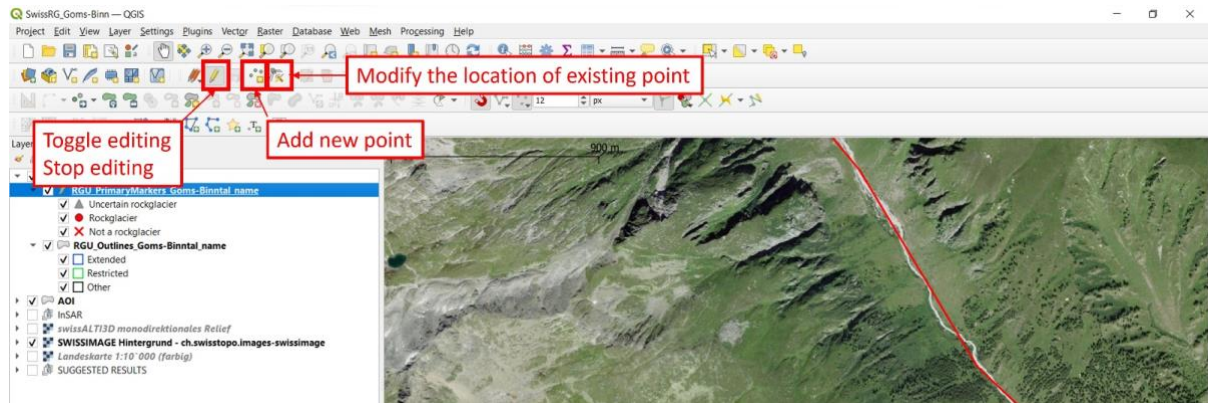 SwissRG_Goms-Binn — QGIS
Project Edit View Layer Settings Plugins Vector Raster Database Web Mesh Processing Help
Modify the location of existing point
12 px
Toggle editing
Stop editing
Add new point
900 m
Laye
RGU_PrimaryMarkers_Goms-Binntal_name
Uncertain rockglacier
Rockglacier
Not a rockglacier
RGU_Outlines_Goms-Binntal_name
Extended
Restricted
Other
AOI
InSAR
swissALTI3D monodirektionales Relief
SWISSIMAGE Hintergrund - ch.swisstopo.images-swissimage
Landeskarte 1:10`000 (farbig)
SUGGESTED RESULTS